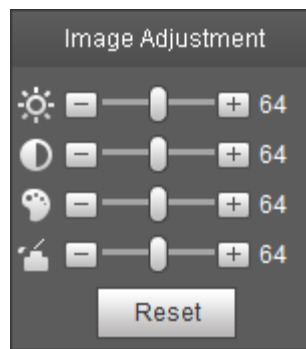 Image Adjustment
- + 64
- + 64
- + 64
- + 64
Reset